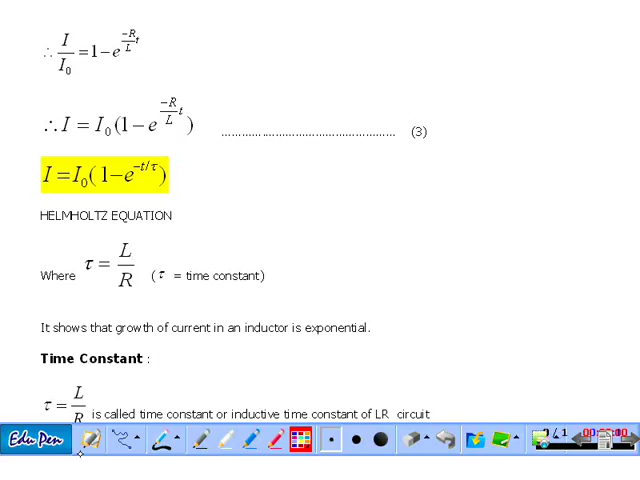 ∴ I/I₀ = 1 − e^(−R/L t)
∴ I = I₀ (1 − e^(−R/L t)) ................................................... (3)
I = I₀(1 − e^(−t/τ))
HELMHOLTZ EQUATION
Where τ = L/R (τ = time constant)
It shows that growth of current in an inductor is exponential.
Time Constant :
τ = L/R is called time constant or inductive time constant of LR circuit
Edu Pen